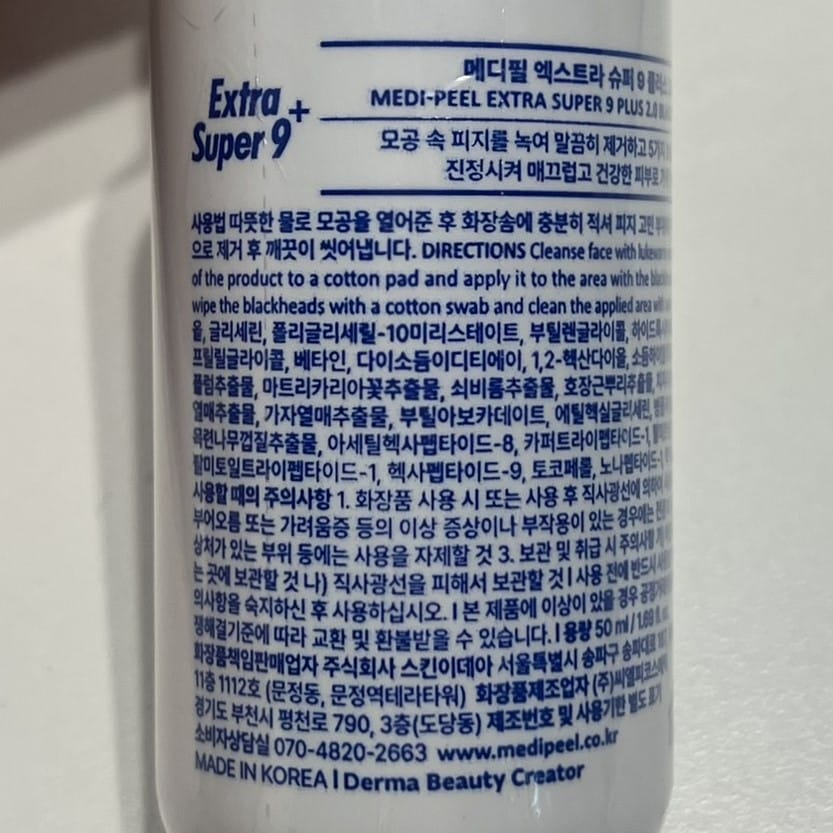 Extra
Super 9+
메디필 엑스트라 슈퍼 9 플러스
MEDI-PEEL EXTRA SUPER 9 PLUS 2.0
모공 속 피지를 녹여 말끔히 제거하고 5가지
진정시켜 매끄럽고 건강한 피부로
사용법 따뜻한 물로 모공을 열어준 후 화장솜에 충분히 적셔 피지 고민
으로 제거 후 깨끗이 씻어냅니다. DIRECTIONS Cleanse face with lukewarm
of the product to a cotton pad and apply it to the area with the
wipe the blackheads with a cotton swab and clean the applied area with
올, 글리세린, 폴리글리세릴-10미리스테이트, 부틸렌글라이콜,
프릴릴글라이콜, 베타인, 다이소듐이디티에이, 1,2-헥산다이올,
플럼추출물, 마트리카리아꽃추출물, 쇠비름추출물, 호장근뿌리추출물,
열매추출물, 가자열매추출물, 부틸아보카데이트, 에틸헥실글리세린,
목련나무껍질추출물, 아세틸헥사펩타이드-8, 카퍼트라이펩타이드-1,
팔미토일트라이펩타이드-1, 헥사펩타이드-9, 토코페롤, 노나펩타이드-1,
사용할 때의 주의사항 1. 화장품 사용 시 또는 사용 후 직사광선에 의하여
부어오름 또는 가려움증 등의 이상 증상이나 부작용이 있는 경우에는
상처가 있는 부위 등에는 사용을 자제할 것 3. 보관 및 취급 시 주의사항 가)
는 곳에 보관할 것 나) 직사광선을 피해서 보관할 것 | 사용 전에 반드시
의사항을 숙지하신 후 사용하십시오. | 본 제품에 이상이 있을 경우
쟁해결기준에 따라 교환 및 환불받을 수 있습니다. | 용량 50 ml / 1.69 fl. oz.
화장품책임판매업자 주식회사 스킨이데아 서울특별시 송파구 송파대로
11층 1112호 (문정동, 문정역테라타워) 화장품제조업자 (주)씨엘피코스메틱
경기도 부천시 평천로 790, 3층(도당동) 제조번호 및 사용기한 별도 표기
소비자상담실 070-4820-2663 www.medipeel.co.kr
MADE IN KOREA | Derma Beauty Creator